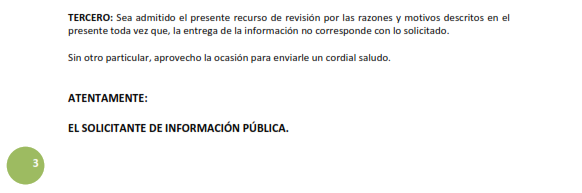 TERCERO: Sea admitido el presente recurso de revisión por las razones y motivos descritos en el
presente toda vez que, la entrega de la información no corresponde con lo solicitado.
Sin otro particular, aprovecho la ocasión para enviarle un cordial saludo.
ATENTAMENTE:
EL SOLICITANTE DE INFORMACIÓN PÚBLICA.
3